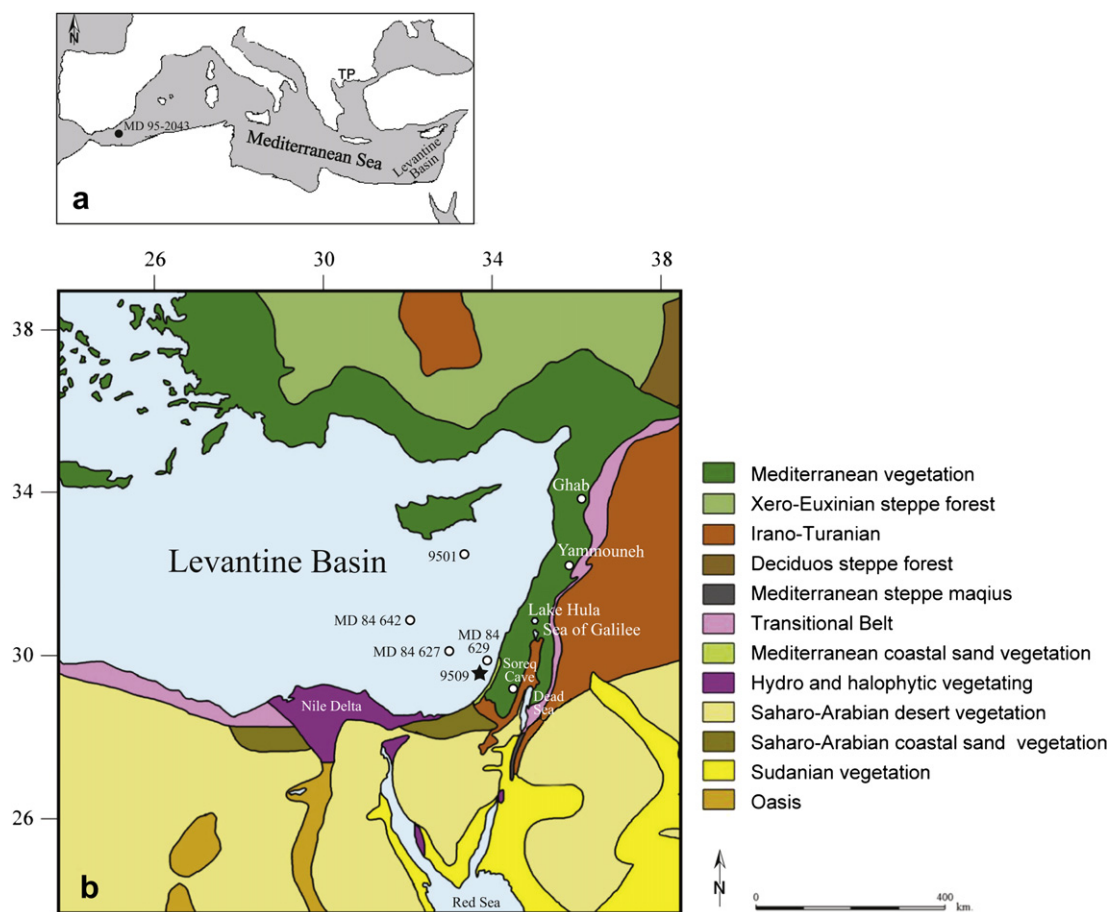 N
TP
MD 95-2043
Mediterranean Sea
Levantine
Basin
a
26 30 34 38
38
34
30
26
Ghab
Yammouneh
9501
Levantine Basin
Lake Hula
Sea of Galilee
MD 84 642
MD 84
629
MD 84 627
9509
Soreq
Cave
Dead
Sea
Nile Delta
Red Sea
b
Mediterranean vegetation
Xero-Euxinian steppe forest
Irano-Turanian
Deciduos steppe forest
Mediterranean steppe maqius
Transitional Belt
Mediterranean coastal sand vegetation
Hydro and halophytic vegetating
Saharo-Arabian desert vegetation
Saharo-Arabian coastal sand vegetation
Sudanian vegetation
Oasis
N
0 400
km.